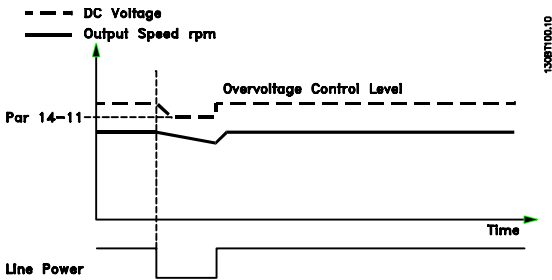 DC Voltage
Output Speed rpm
130BT100.10
Overvoltage Control Level
Par 14-11
Time
Line Power